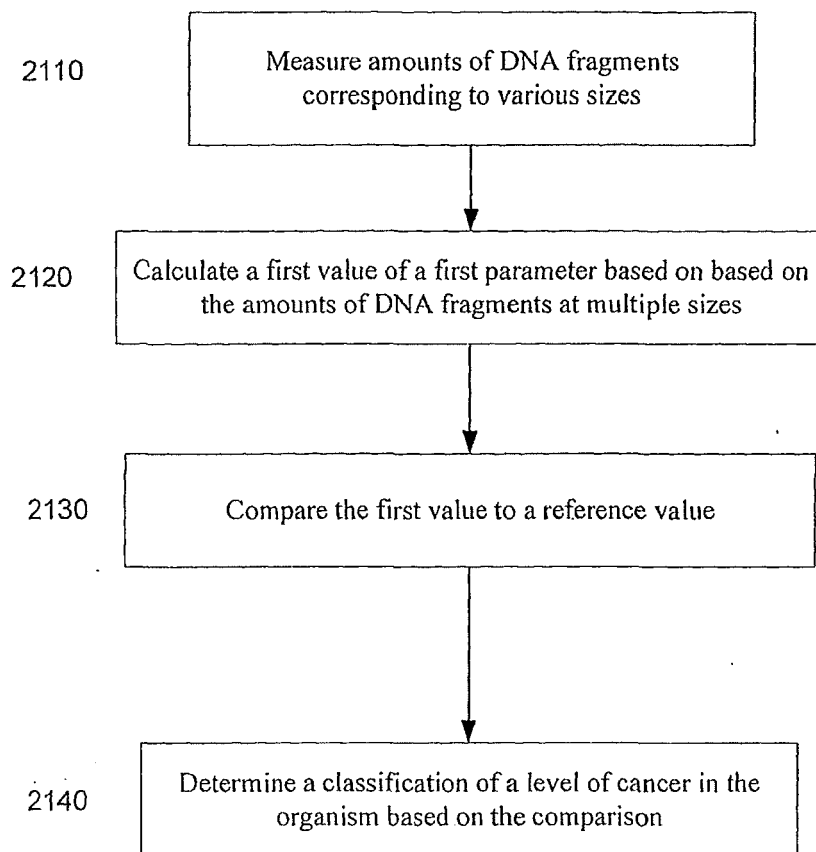 2110
Measure amounts of DNA fragments
corresponding to various sizes
2120
Calculate a first value of a first parameter based on based on
the amounts of DNA fragments at multiple sizes
2130
Compare the first value to a reference value
2140
Determine a classification of a level of cancer in the
organism based on the comparison